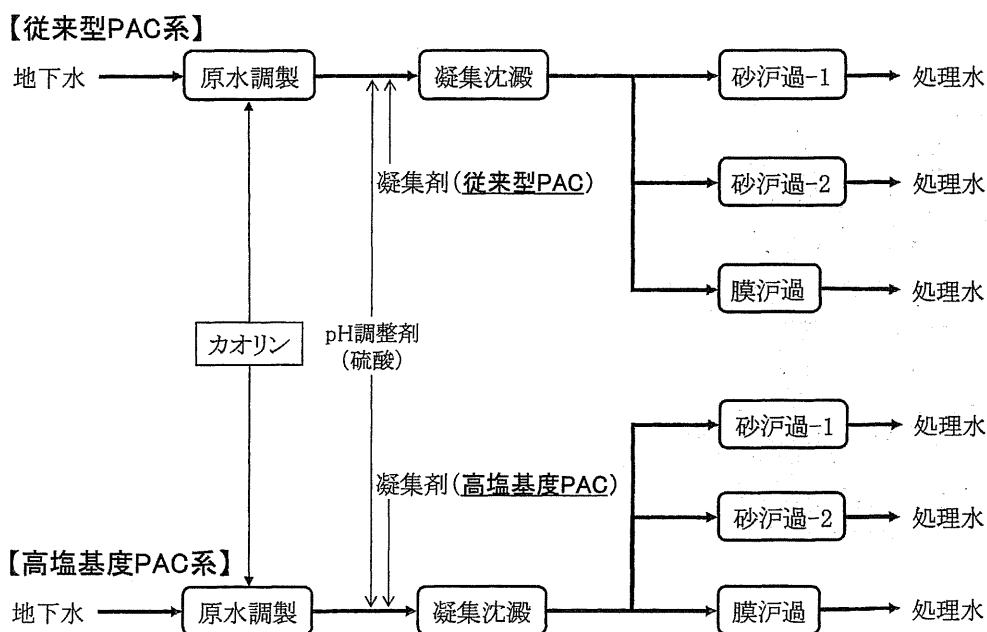 【従来型PAC系】
地下水
原水調製
凝集沈澱
砂沪過-1
処理水
凝集剤(従来型PAC)
砂沪過-2
処理水
膜沪過
処理水
カオリン
pH調整剤
(硫酸)
砂沪過-1
処理水
凝集剤(高塩基度PAC)
砂沪過-2
処理水
【高塩基度PAC系】
地下水
原水調製
凝集沈澱
膜沪過
処理水